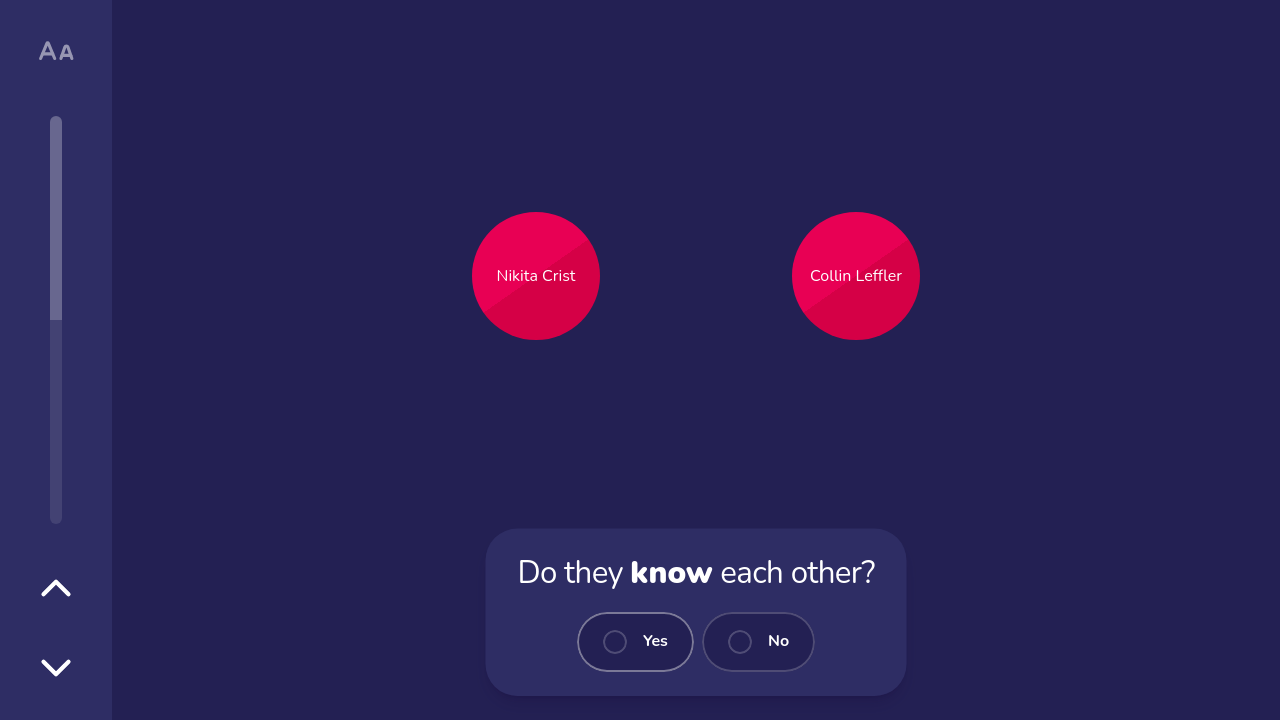 AA
Nikita Crist
Collin Leffler
Do they know each other?
Yes
No